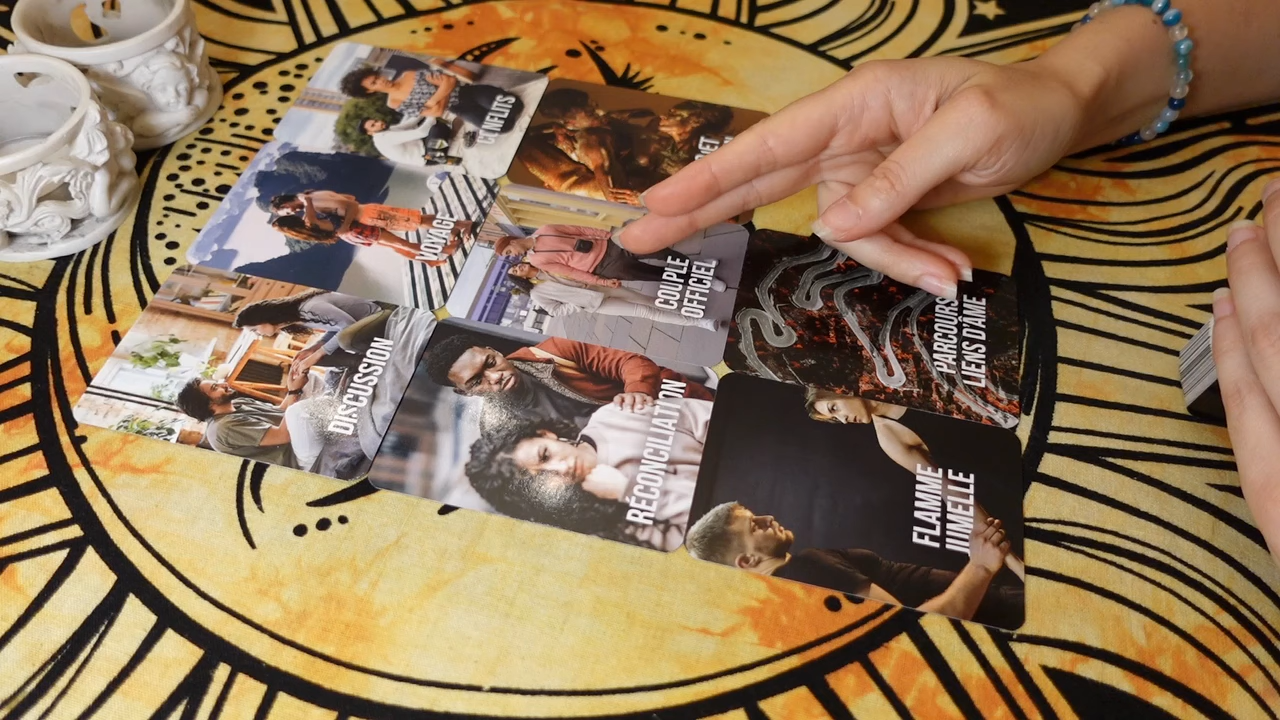 CONFLITS
VOYAGE
COUPLE
OFFICIEL
PARCOURS
LIENS D'ÂME
DISCUSSION
RÉCONCILIATION
FLAMME
JUMELLE